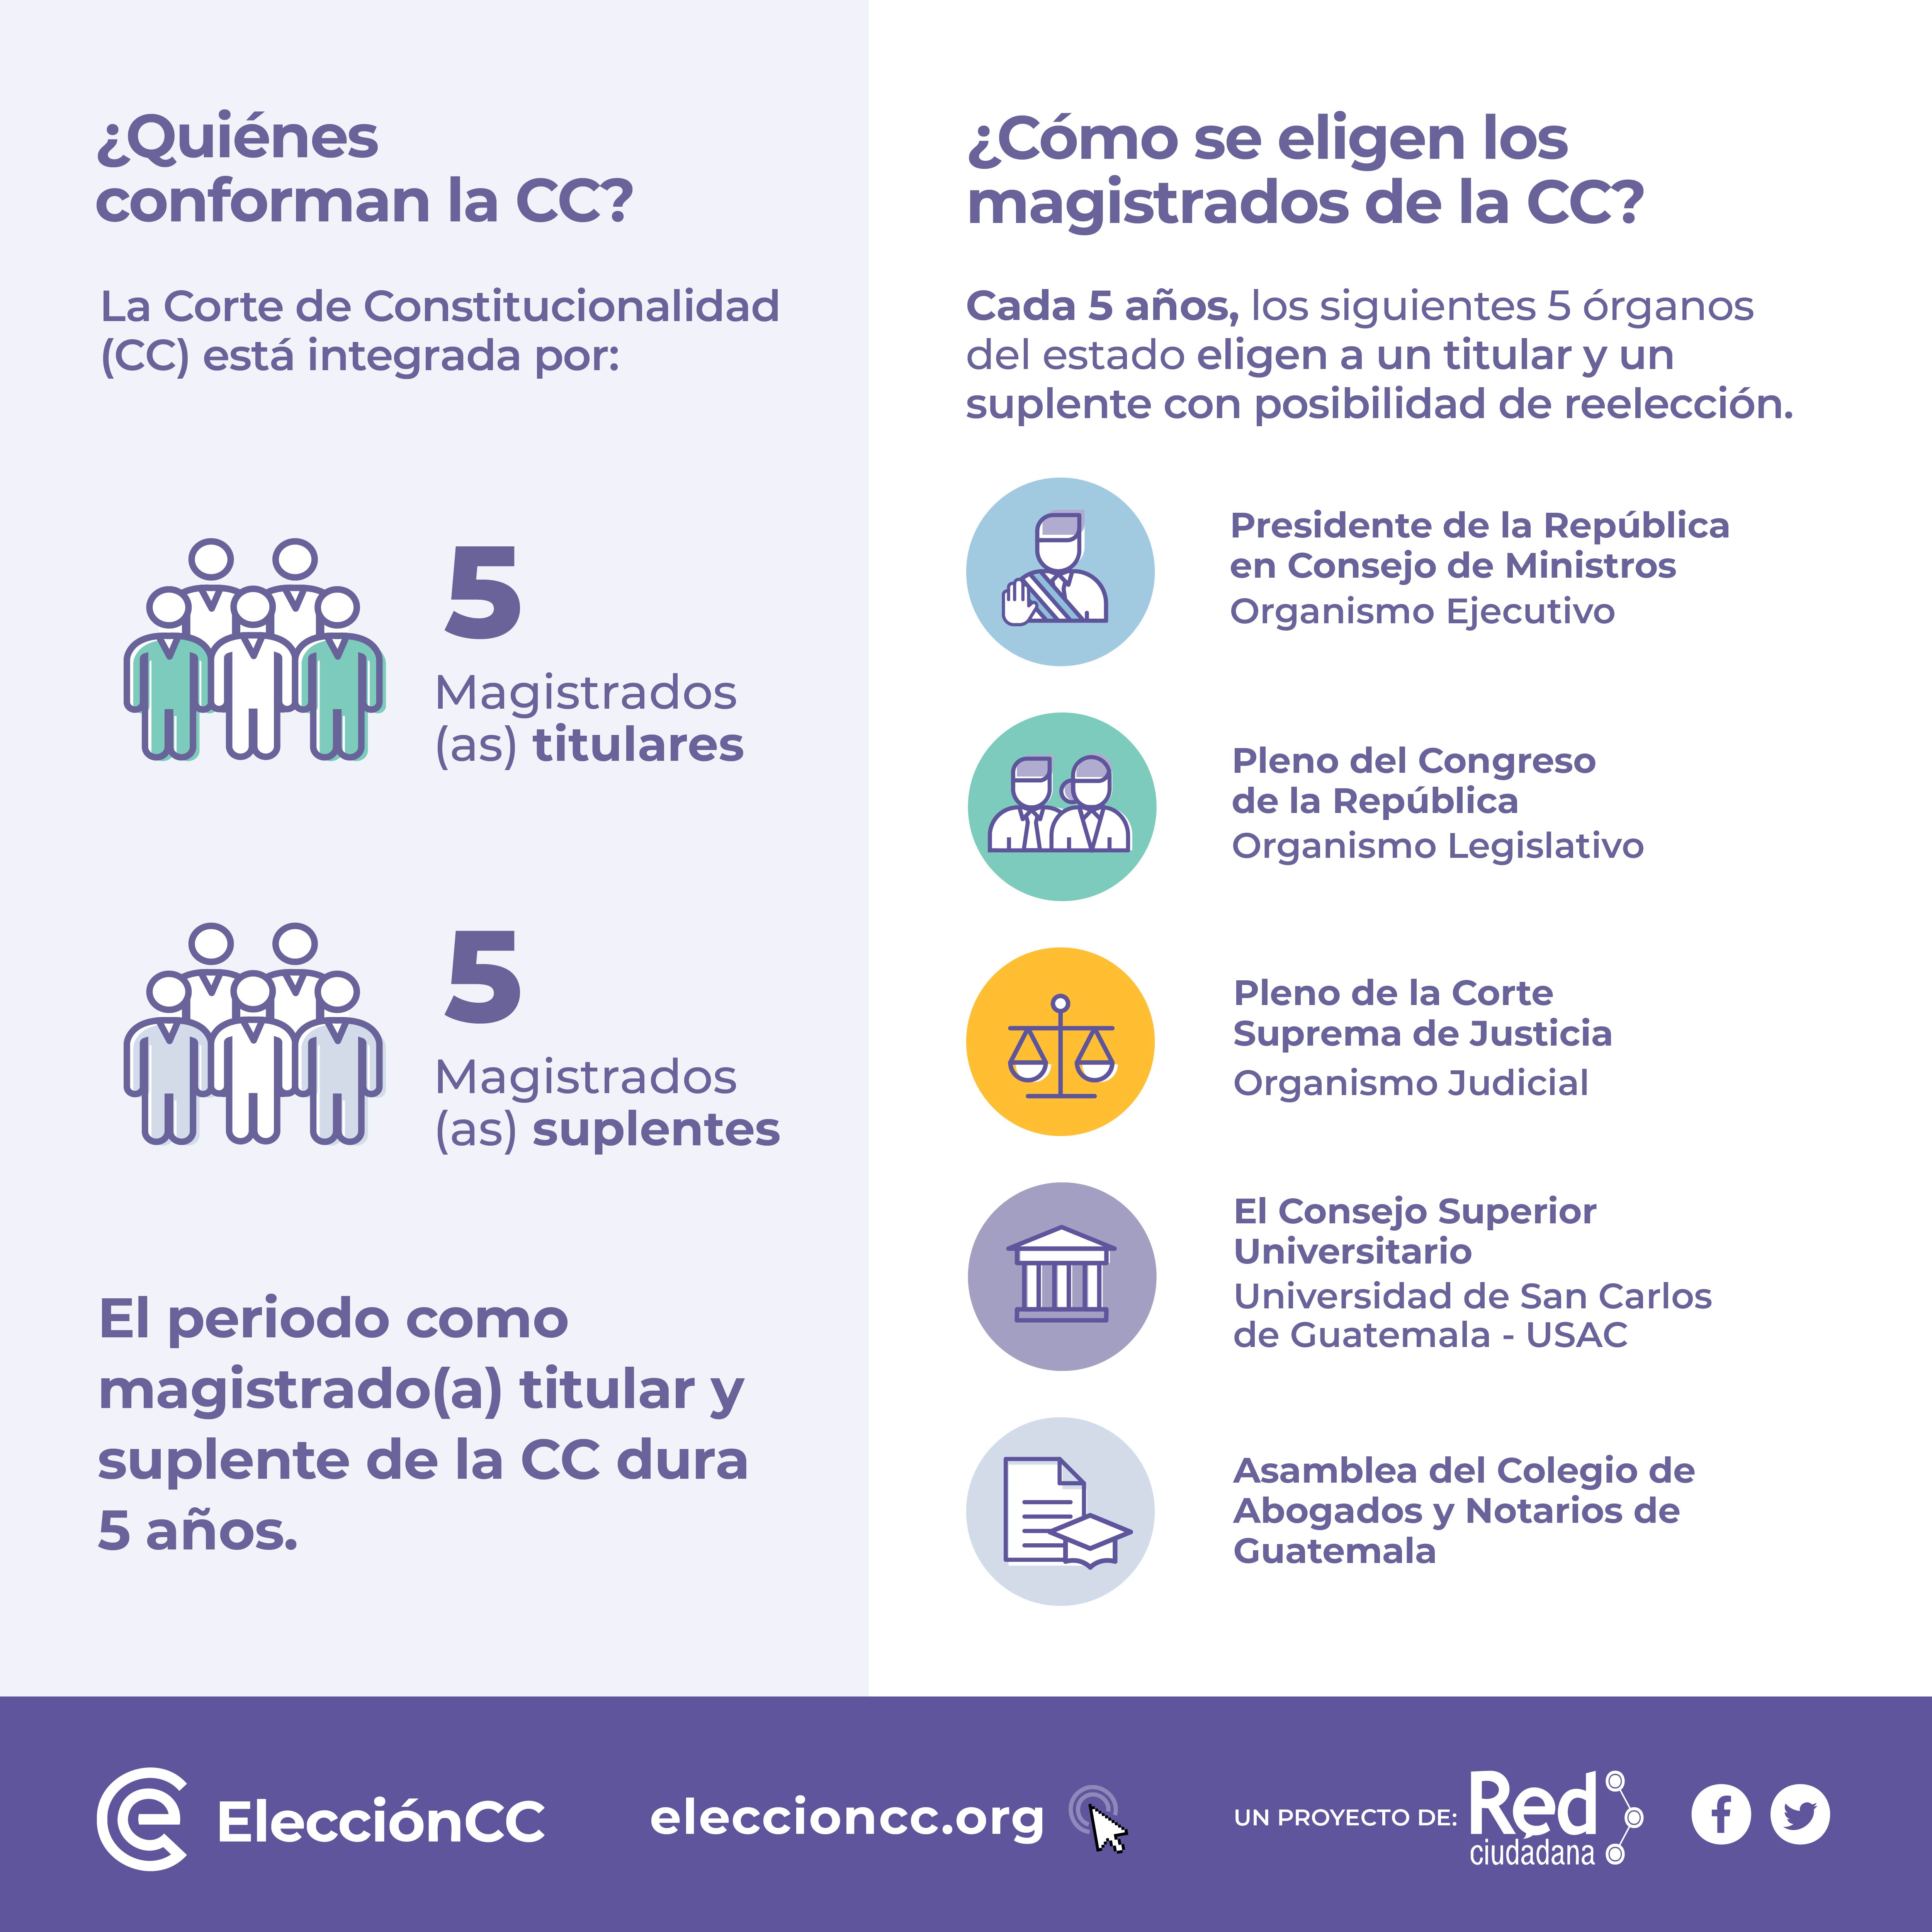 ¿Quiénes
conforman la CC?
La Corte de Constitucionalidad
(CC) está integrada por:
5
Magistrados
(as) titulares
5
Magistrados
(as) suplentes
El periodo como
magistrado(a) titular y
suplente de la CC dura
5 años.
¿Cómo se eligen los
magistrados de la CC?
Cada 5 años, los siguientes 5 órganos
del estado eligen a un titular y un
suplente con posibilidad de reelección.
Presidente de la República
en Consejo de Ministros
Organismo Ejecutivo
Pleno del Congreso
de la República
Organismo Legislativo
Pleno de la Corte
Suprema de Justicia
Organismo Judicial
El Consejo Superior
Universitario
Universidad de San Carlos
de Guatemala - USAC
Asamblea del Colegio de
Abogados y Notarios de
Guatemala
ElecciónCC
eleccioncc.org
UN PROYECTO DE:
Red
ciudadana